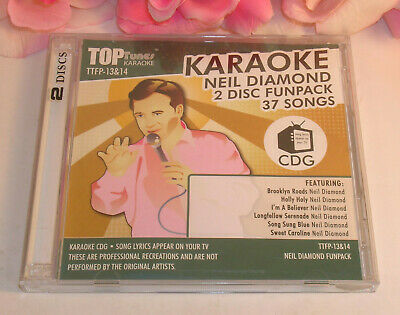 2 DISCS
TOP Tunes
KARAOKE
TTFP-13&14
KARAOKE
NEIL DIAMOND
2 DISC FUNPACK
37 SONGS
CDG
FEATURING:
Brooklyn Roads Neil Diamond
Holly Holy Neil Diamond
I'm A Believer Neil Diamond
Longfellow Serenade Neil Diamond
Song Sung Blue Neil Diamond
Sweet Caroline Neil Diamond
KARAOKE CDG • SONG LYRICS APPEAR ON YOUR TV
THESE ARE PROFESSIONAL RECREATIONS AND ARE NOT
PERFORMED BY THE ORIGINAL ARTISTS.
TTFP-13&14
NEIL DIAMOND FUNPACK